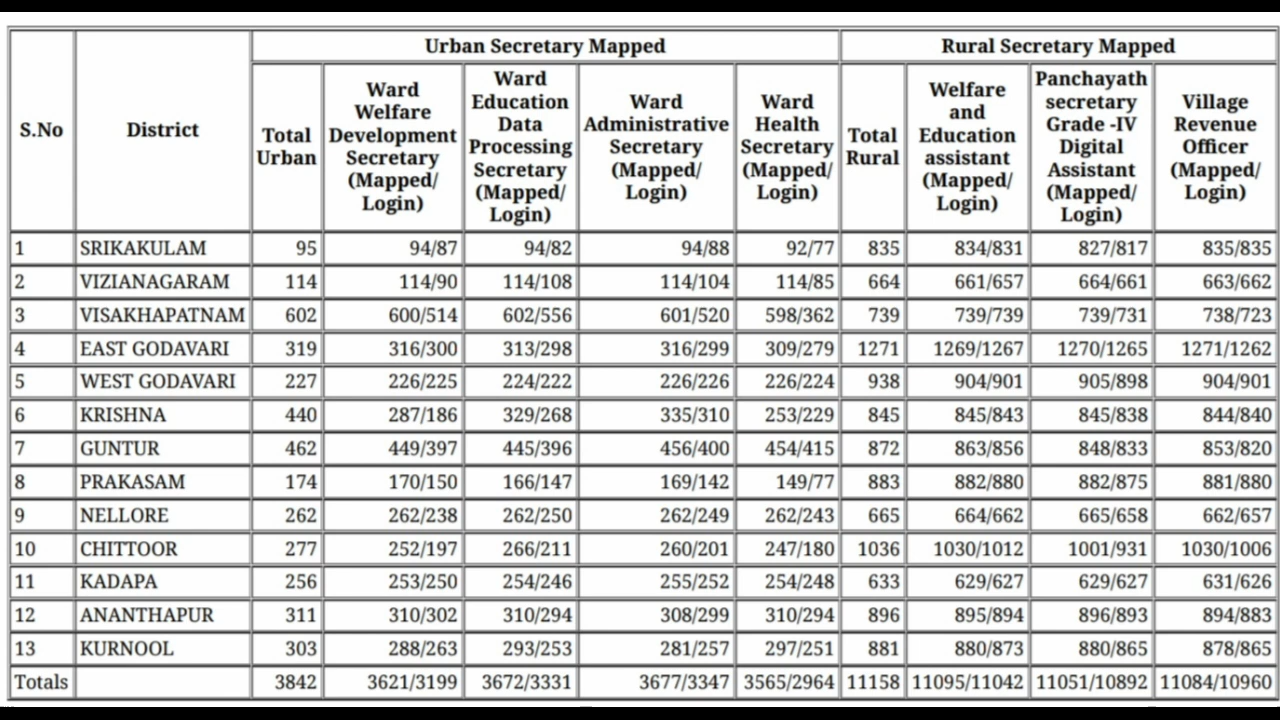 Urban Secretary Mapped Rural Secretary Mapped
S.No District Total Urban Ward Welfare Development Secretary (Mapped/ Login) Ward Education Data Processing Secretary (Mapped/ Login) Ward Administrative Secretary (Mapped/ Login) Ward Health Secretary (Mapped/ Login) Total Rural Welfare and Education assistant (Mapped/ Login) Panchayath secretary Grade -IV Digital Assistant (Mapped/ Login) Village Revenue Officer (Mapped/ Login)
1 SRIKAKULAM 95 94/87 94/82 94/88 92/77 835 834/831 827/817 835/835
2 VIZIANAGARAM 114 114/90 114/108 114/104 114/85 664 661/657 664/661 663/662
3 VISAKHAPATNAM 602 600/514 602/556 601/520 598/362 739 739/739 739/731 738/723
4 EAST GODAVARI 319 316/300 313/298 316/299 309/279 1271 1269/1267 1270/1265 1271/1262
5 WEST GODAVARI 227 226/225 224/222 226/226 226/224 938 904/901 905/898 904/901
6 KRISHNA 440 287/186 329/268 335/310 253/229 845 845/843 845/838 844/840
7 GUNTUR 462 449/397 445/396 456/400 454/415 872 863/856 848/833 853/820
8 PRAKASAM 174 170/150 166/147 169/142 149/77 883 882/880 882/875 881/880
9 NELLORE 262 262/238 262/250 262/249 262/243 665 664/662 665/658 662/657
10 CHITTOOR 277 252/197 266/211 260/201 247/180 1036 1030/1012 1001/931 1030/1006
11 KADAPA 256 253/250 254/246 255/252 254/248 633 629/627 629/627 631/626
12 ANANTHAPUR 311 310/302 310/294 308/299 310/294 896 895/894 896/893 894/883
13 KURNOOL 303 288/263 293/253 281/257 297/251 881 880/873 880/865 878/865
Totals 3842 3621/3199 3672/3331 3677/3347 3565/2964 11158 11095/11042 11051/10892 11084/10960